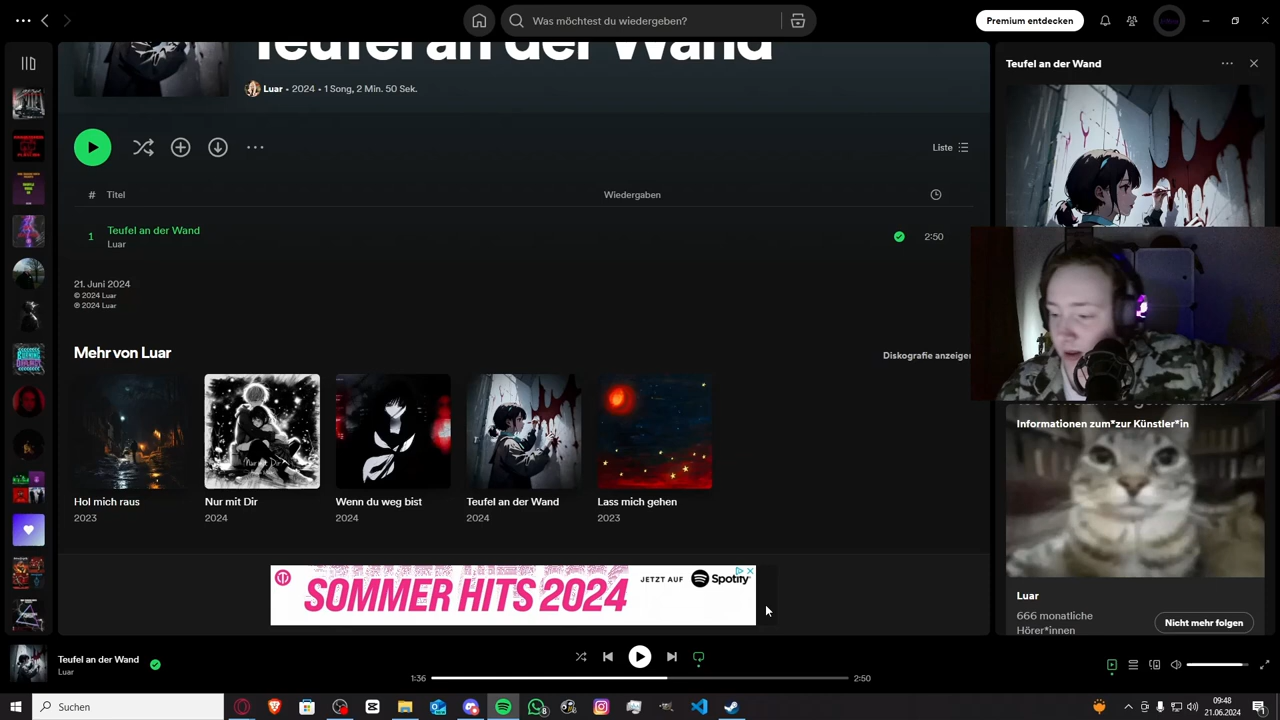 Was möchtest du wiedergeben?
Premium entdecken
Teufel an der Wand
Luar • 2024 • 1 Song, 2 Min. 50 Sek.
Teufel an der Wand
Liste
# Titel Wiedergaben
1 Teufel an der Wand 2:50
Luar
21. Juni 2024
© 2024 Luar
℗ 2024 Luar
Mehr von Luar
Diskografie anzeigen
Hol mich raus
2023
Nur mit Dir
2024
Wenn du weg bist
2024
Teufel an der Wand
2024
Lass mich gehen
2023
SOMMER HITS 2024
JETZT AUF Spotify
Informationen zum*zur Künstler*in
Luar
666 monatliche
Hörer*innen
Nicht mehr folgen
Teufel an der Wand
Luar
1:36 2:50
Suchen
8
09:48
21.06.2024